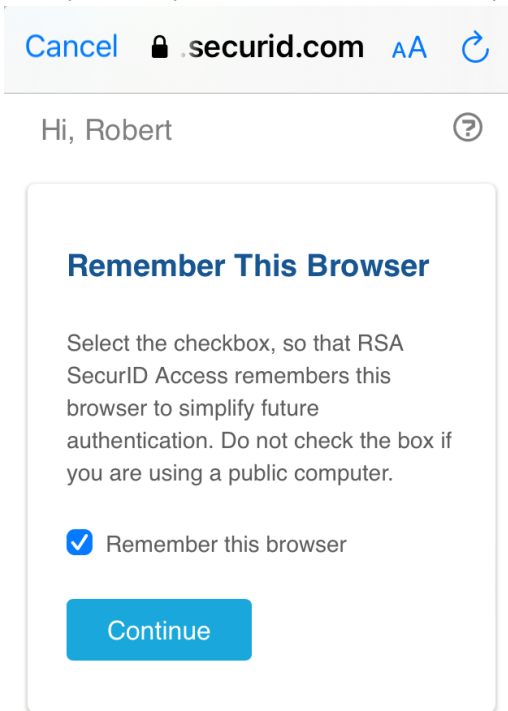 Cancel .securid.com AA
Hi, Robert ?
Remember This Browser
Select the checkbox, so that RSA
SecurID Access remembers this
browser to simplify future
authentication. Do not check the box if
you are using a public computer.
Remember this browser
Continue